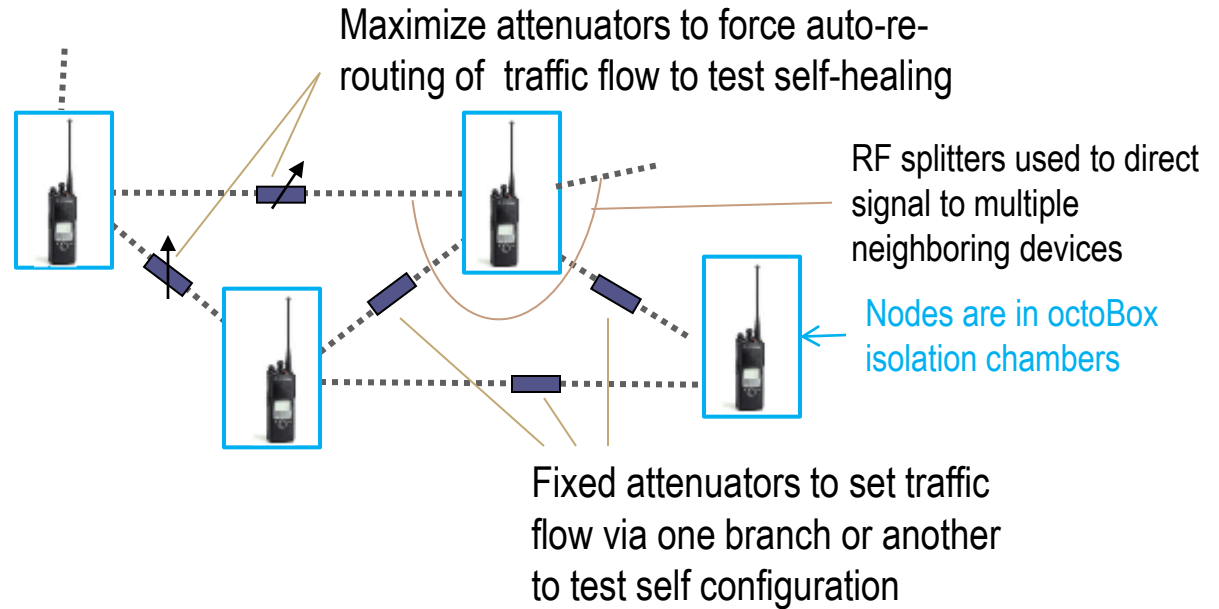 Maximize attenuators to force auto-re-
routing of traffic flow to test self-healing
RF splitters used to direct
signal to multiple
neighboring devices
Nodes are in octoBox
isolation chambers
Fixed attenuators to set traffic
flow via one branch or another
to test self configuration